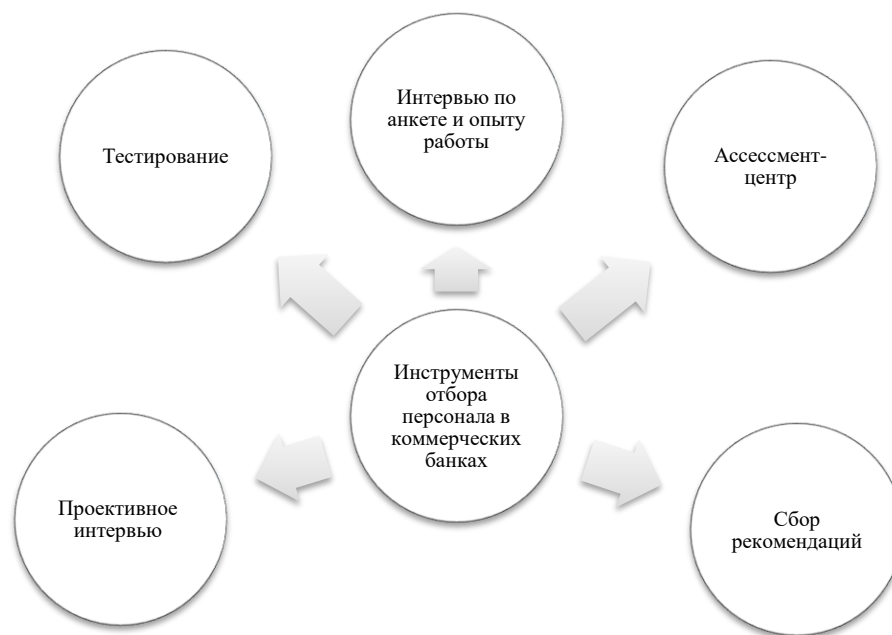 Интервью по
анкете и опыту
работы
Тестирование
Ассессмент-
центр
Инструменты
отбора
персонала в
коммерческих
банках
Проективное
интервью
Сбор
рекомендаций